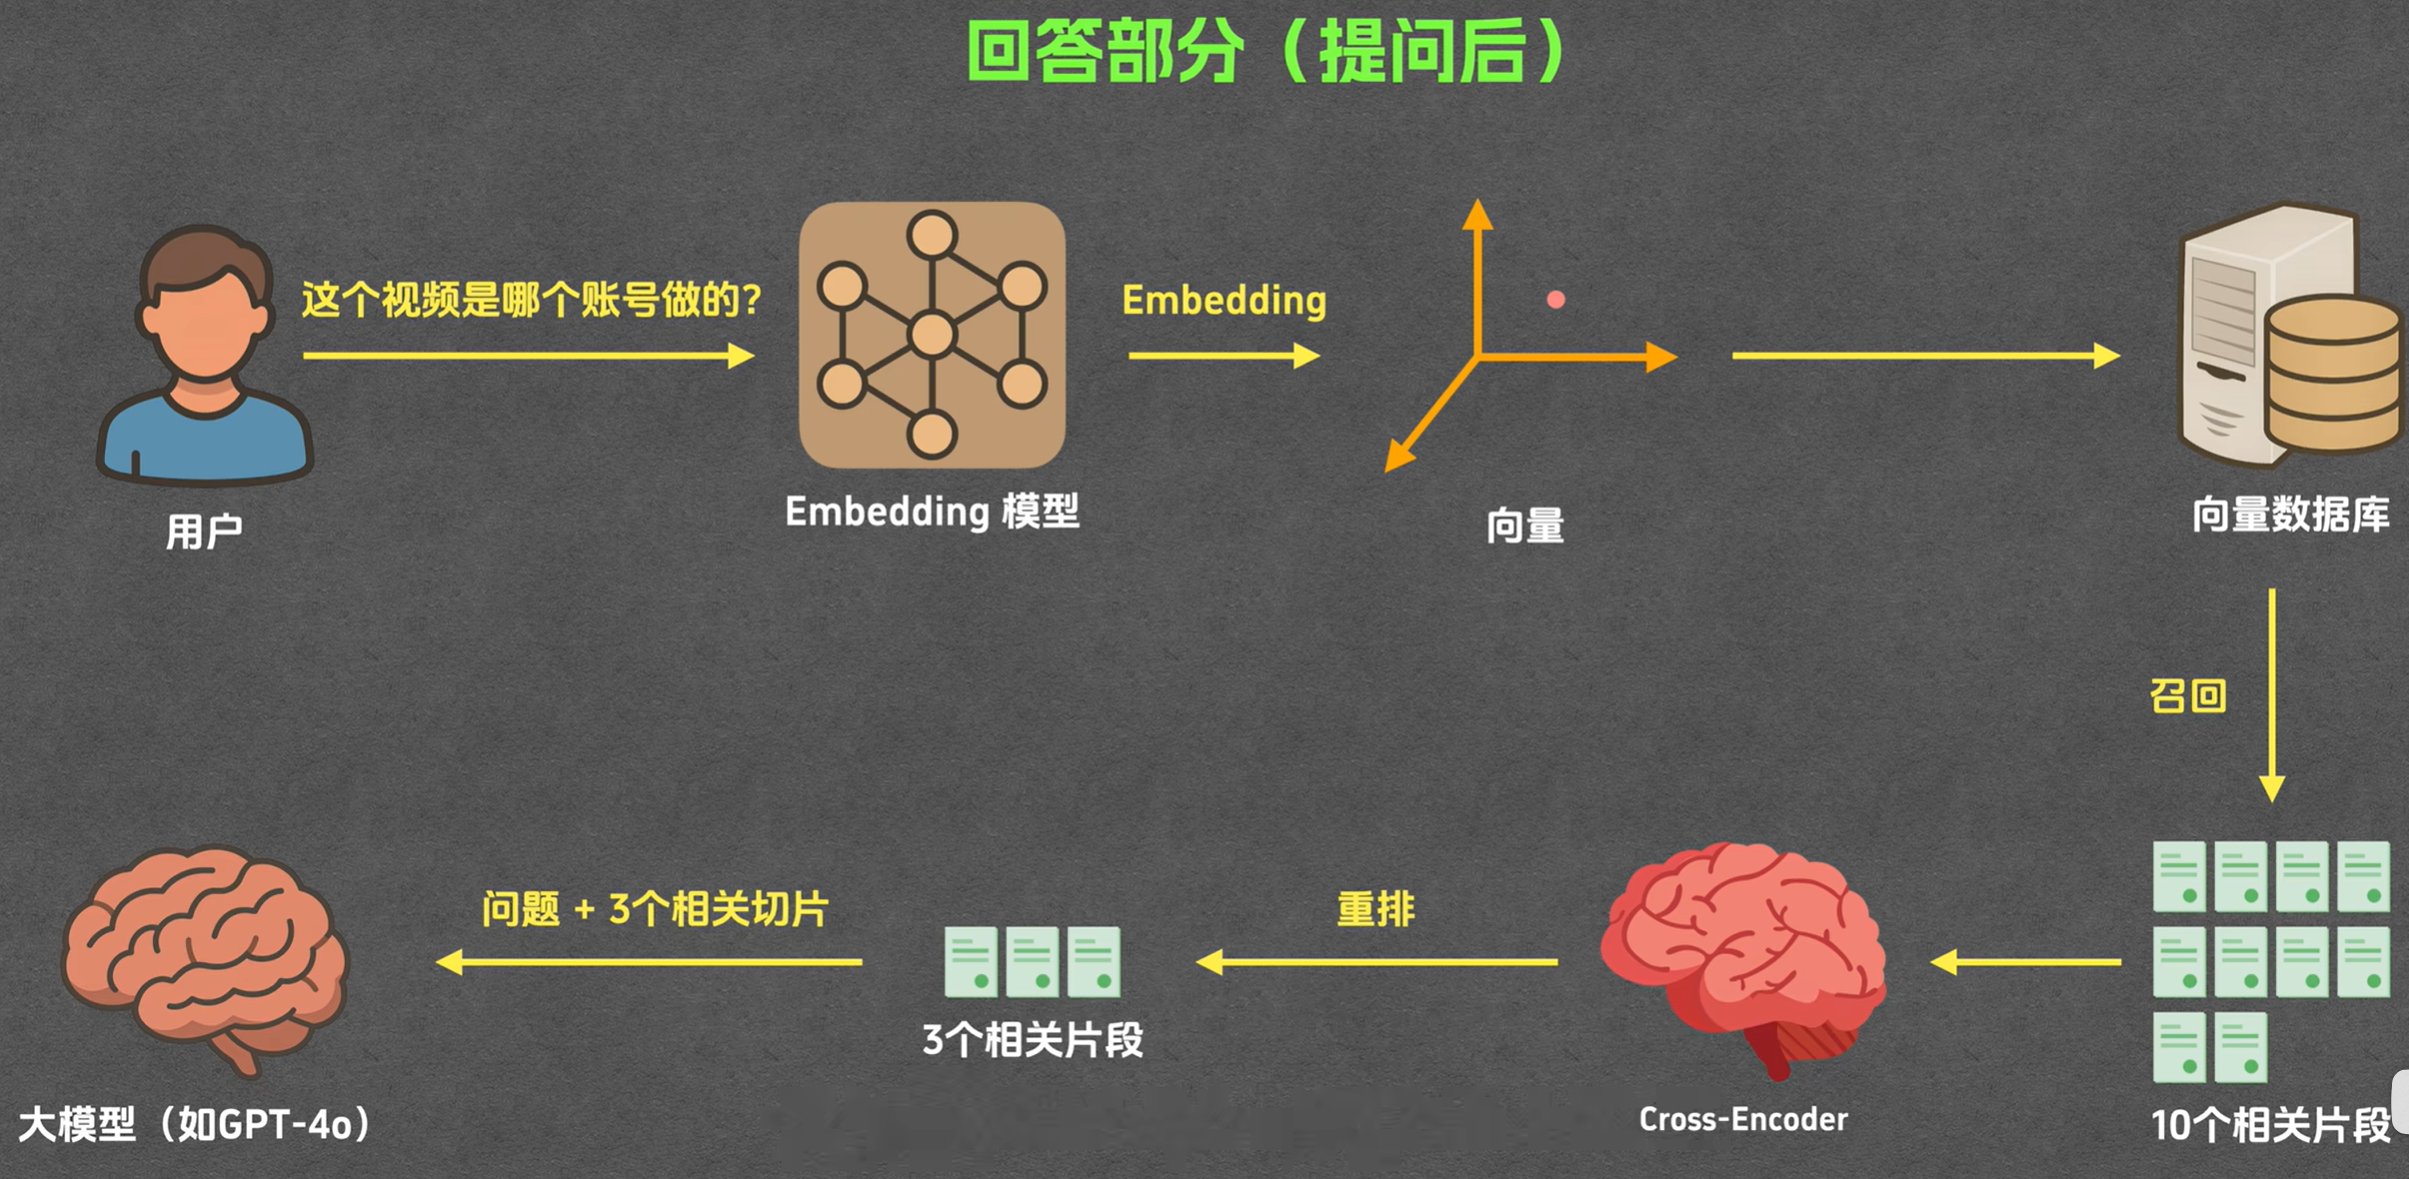 回答部分（提问后）
这个视频是哪个账号做的？
Embedding
用户
Embedding 模型
向量
向量数据库
召回
问题 + 3个相关切片
重排
3个相关片段
大模型（如GPT-4o）
Cross-Encoder
10个相关片段